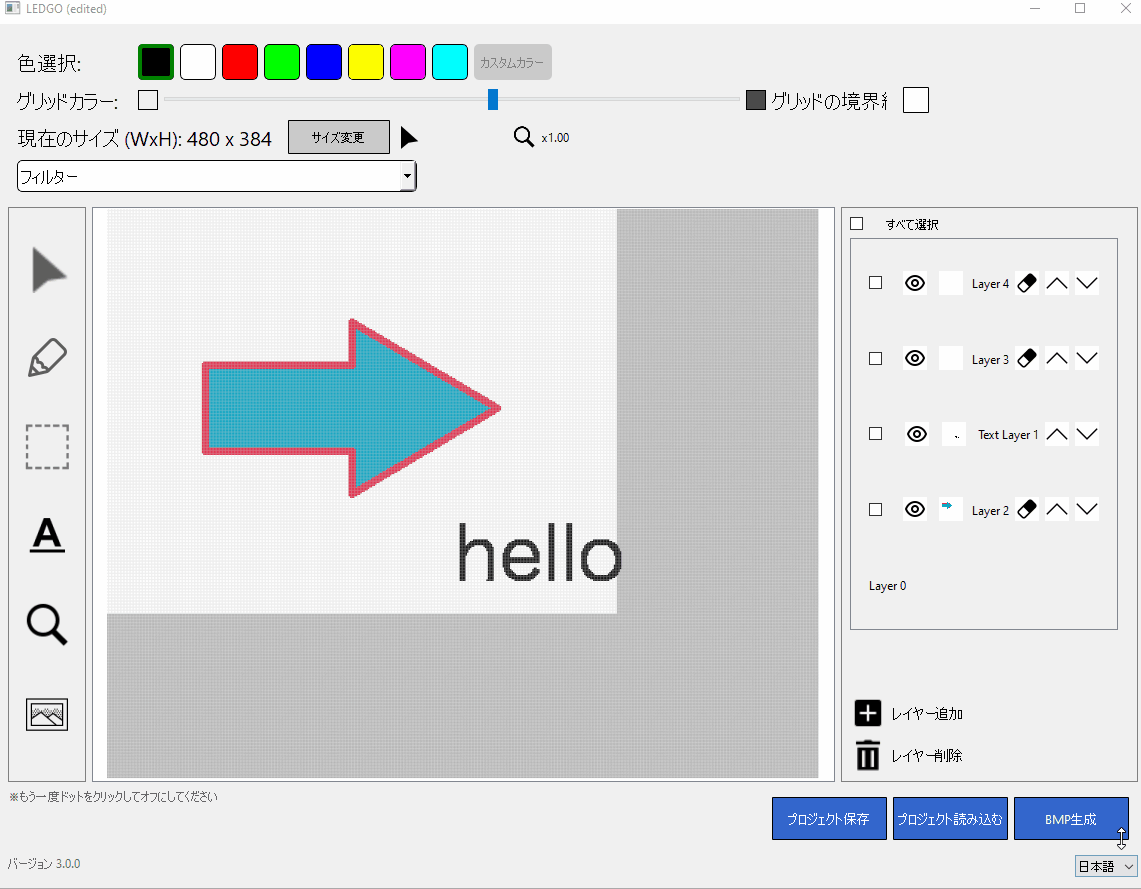 LEDGO (edited)
色選択:
カスタムカラー
グリッドカラー:
グリッドの境界
現在のサイズ (WxH): 480 x 384
サイズ変更
x1.00
フィルター
すべて選択
Layer 4
Layer 3
Text Layer 1
Layer 2
Layer 0
A
hello
レイヤー追加
レイヤー削除
※もう一度ドットをクリックしてオフにしてください
プロジェクト保存
プロジェクト読み込む
BMP生成
バージョン 3.0.0
日本語